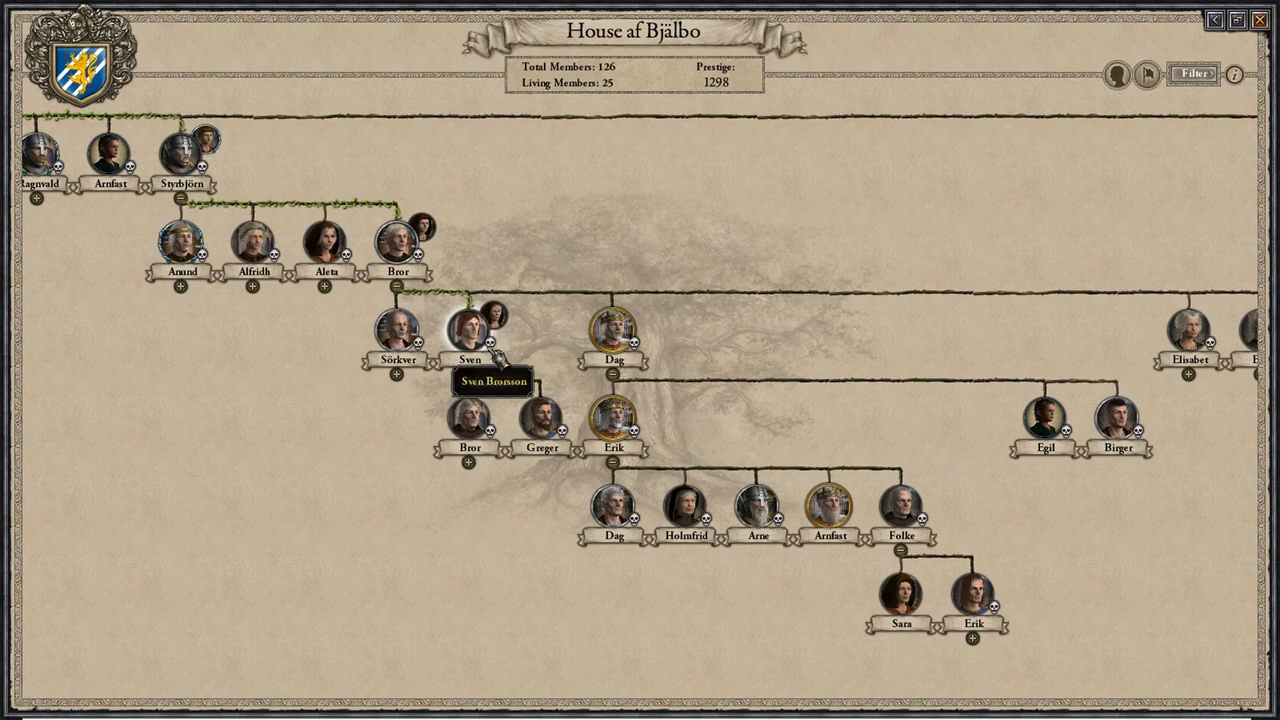 House af Bjälbo
Total Members: 126
Living Members: 25
Prestige:
1298
Filter
i
Ragnvald
Arnfast
Styrbjörn
Anund
Alfridh
Aleta
Bror
Sörkver
Sven
Dag
Elisabet
Sven Brorsson
Bror
Greger
Erik
Egil
Birger
Dag
Holmfrid
Arne
Arnfast
Folke
Sara
Erik